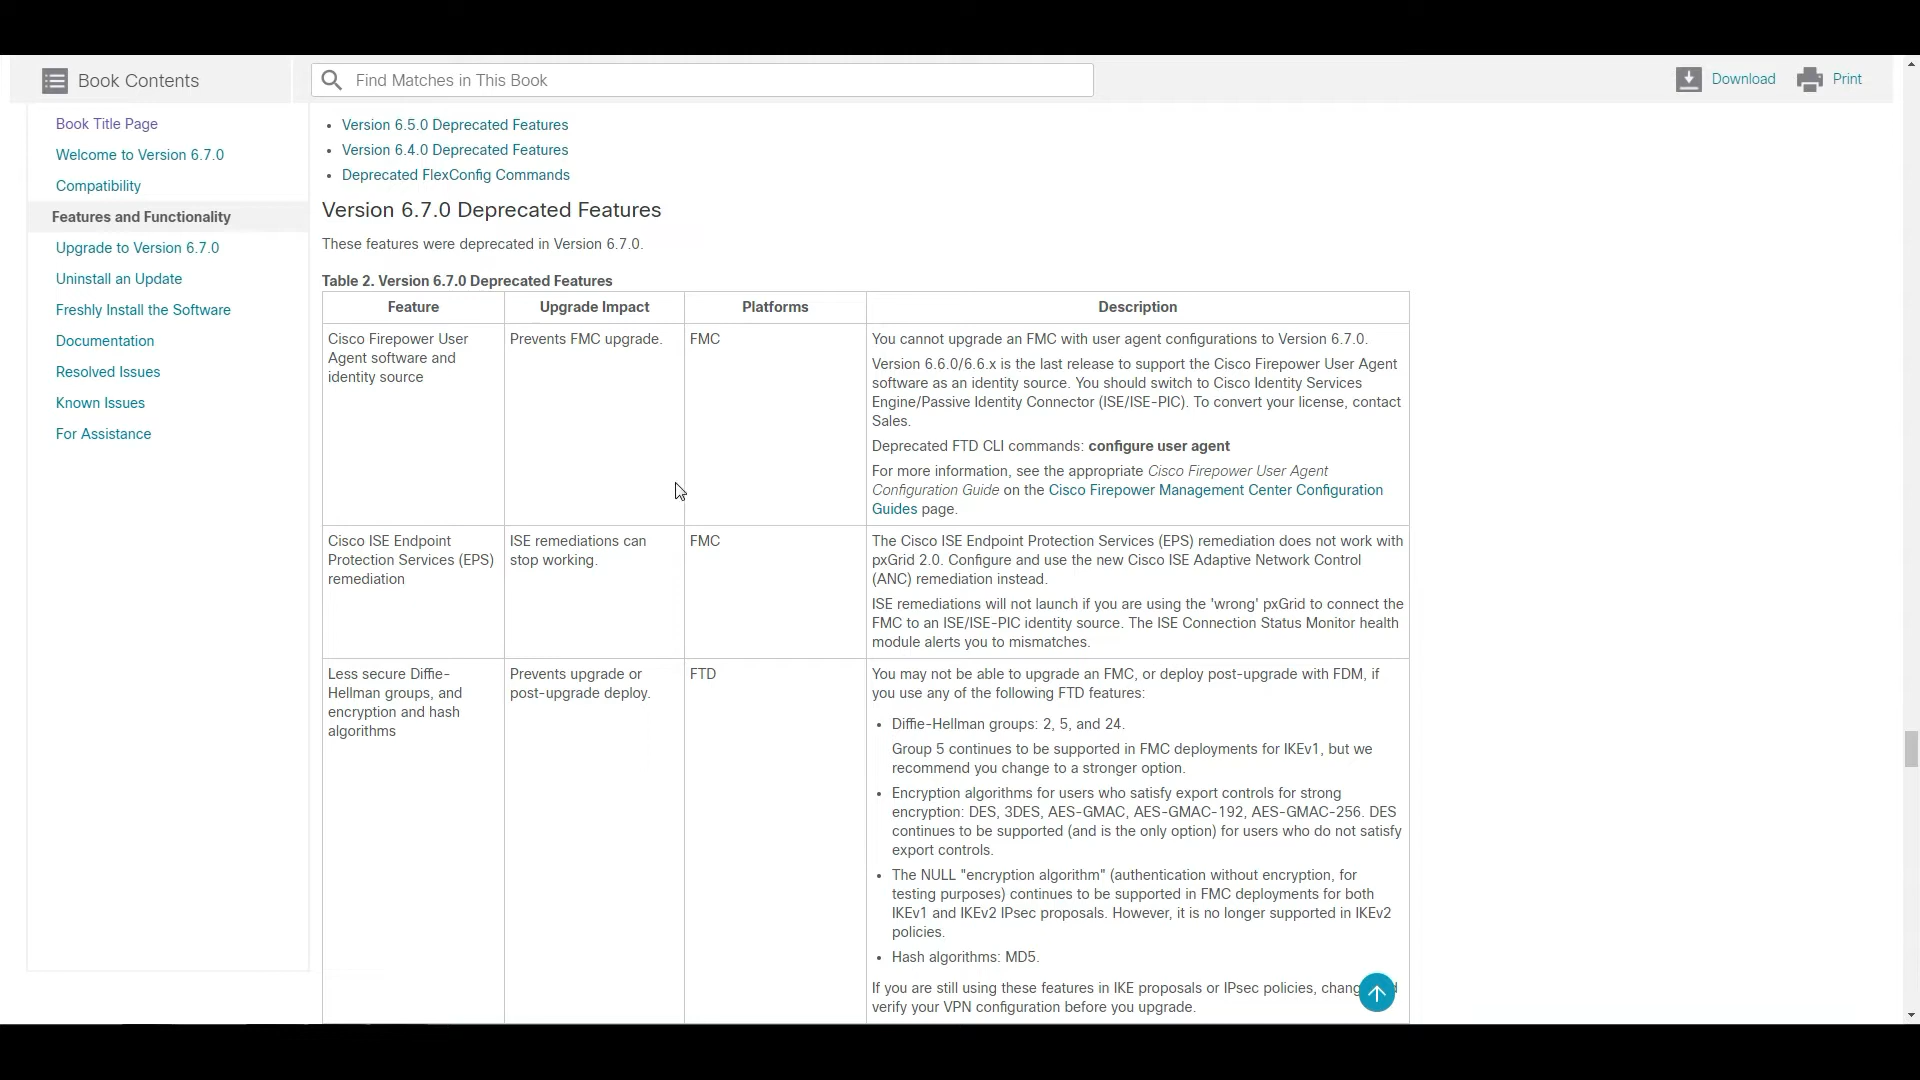 Book Contents
Find Matches in This Book
Download
Print
Book Title Page
Welcome to Version 6.7.0
Compatibility
Features and Functionality
Upgrade to Version 6.7.0
Uninstall an Update
Freshly Install the Software
Documentation
Resolved Issues
Known Issues
For Assistance
• Version 6.5.0 Deprecated Features
• Version 6.4.0 Deprecated Features
• Deprecated FlexConfig Commands
Version 6.7.0 Deprecated Features
These features were deprecated in Version 6.7.0.
Table 2. Version 6.7.0 Deprecated Features
Feature
Upgrade Impact
Platforms
Description
Cisco Firepower User
Agent software and
identity source
Prevents FMC upgrade.
FMC
You cannot upgrade an FMC with user agent configurations to Version 6.7.0.
Version 6.6.0/6.6.x is the last release to support the Cisco Firepower User Agent
software as an identity source. You should switch to Cisco Identity Services
Engine/Passive Identity Connector (ISE/ISE-PIC). To convert your license, contact
Sales.
Deprecated FTD CLI commands: configure user agent
For more information, see the appropriate Cisco Firepower User Agent
Configuration Guide on the Cisco Firepower Management Center Configuration
Guides page.
Cisco ISE Endpoint
Protection Services (EPS)
remediation
ISE remediations can
stop working.
FMC
The Cisco ISE Endpoint Protection Services (EPS) remediation does not work with
pxGrid 2.0. Configure and use the new Cisco ISE Adaptive Network Control
(ANC) remediation instead.
ISE remediations will not launch if you are using the 'wrong' pxGrid to connect the
FMC to an ISE/ISE-PIC identity source. The ISE Connection Status Monitor health
module alerts you to mismatches.
Less secure Diffie-
Hellman groups, and
encryption and hash
algorithms
Prevents upgrade or
post-upgrade deploy.
FTD
You may not be able to upgrade an FMC, or deploy post-upgrade with FDM, if
you use any of the following FTD features:
• Diffie-Hellman groups: 2, 5, and 24.
Group 5 continues to be supported in FMC deployments for IKEv1, but we
recommend you change to a stronger option.
• Encryption algorithms for users who satisfy export controls for strong
encryption: DES, 3DES, AES-GMAC, AES-GMAC-192, AES-GMAC-256. DES
continues to be supported (and is the only option) for users who do not satisfy
export controls.
• The NULL "encryption algorithm" (authentication without encryption, for
testing purposes) continues to be supported in FMC deployments for both
IKEv1 and IKEv2 IPsec proposals. However, it is no longer supported in IKEv2
policies.
• Hash algorithms: MD5.
If you are still using these features in IKE proposals or IPsec policies,
verify your VPN configuration before you upgrade.